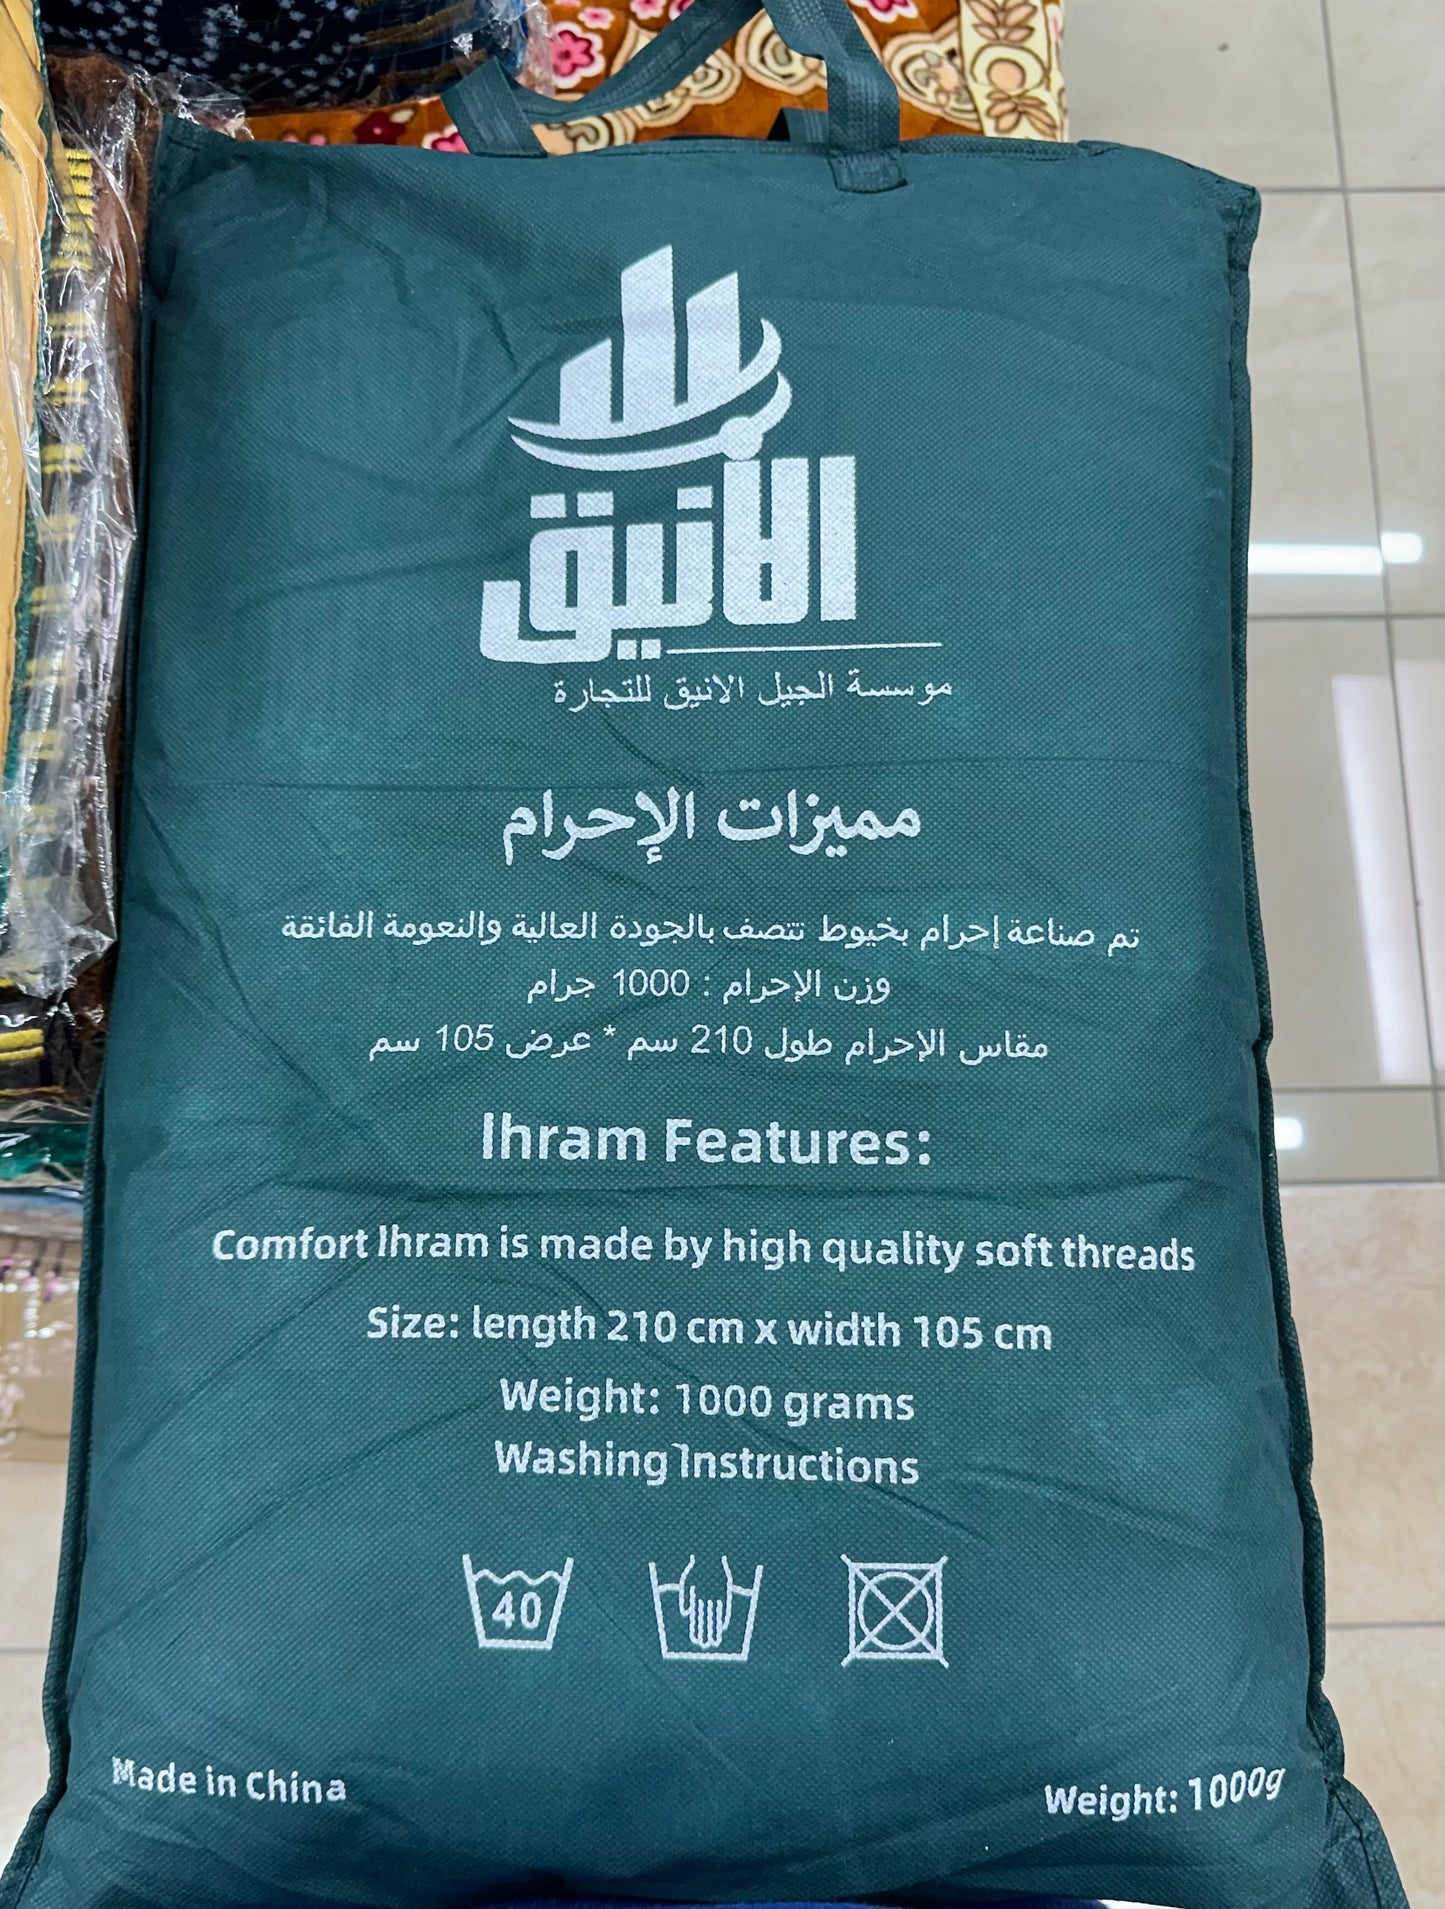 الأنيق
موسسة الجيل الانيق للتجارة
مميزات الإحرام
تم صناعة إحرام بخيوط تتصف بالجودة العالية والنعومة الفائقة
وزن الإحرام : 1000 جرام
مقاس الإحرام طول 210 سم * عرض 105 سم
Ihram Features:
Comfort Ihram is made by high quality soft threads
Size: length 210 cm x width 105 cm
Weight: 1000 grams
Washing Instructions
40
Made in China
Weight: 1000g